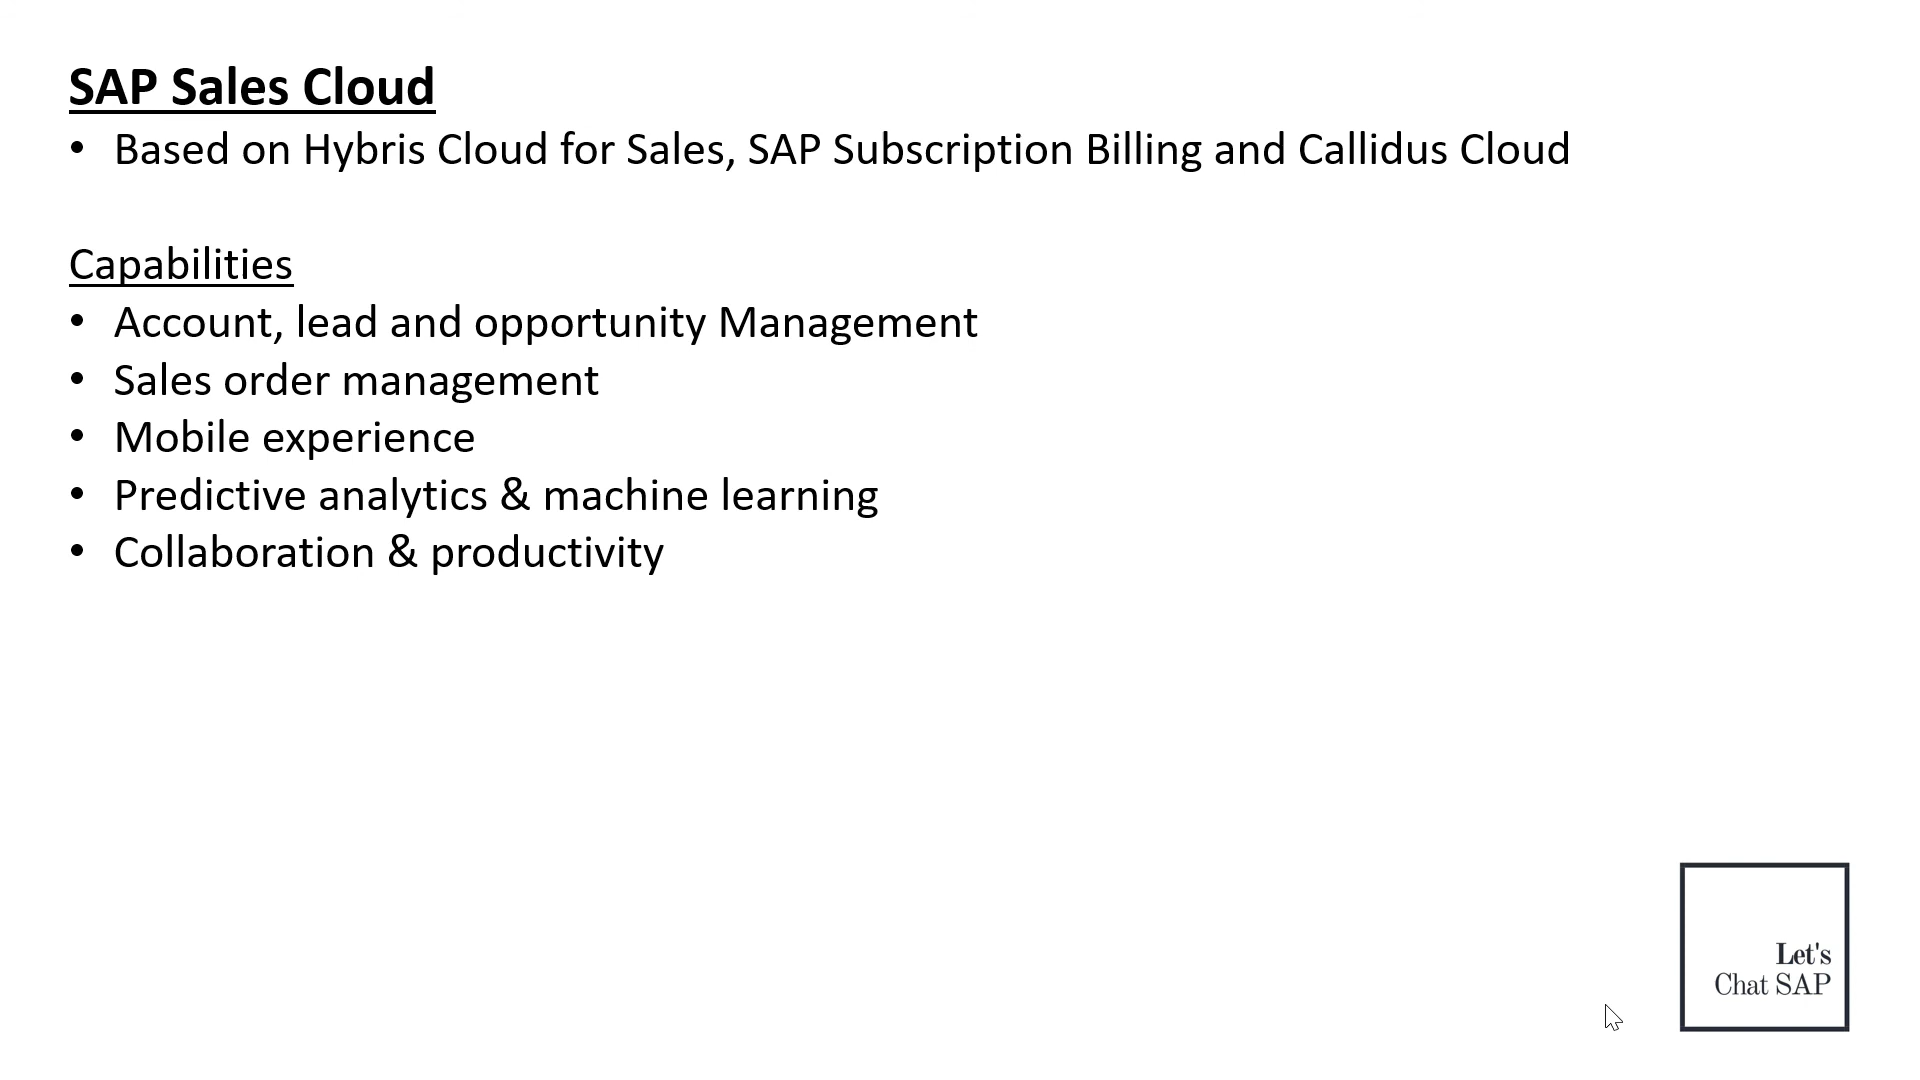 SAP Sales Cloud
• Based on Hybris Cloud for Sales, SAP Subscription Billing and Callidus Cloud
Capabilities
• Account, lead and opportunity Management
• Sales order management
• Mobile experience
• Predictive analytics & machine learning
• Collaboration & productivity
Let's
Chat SAP